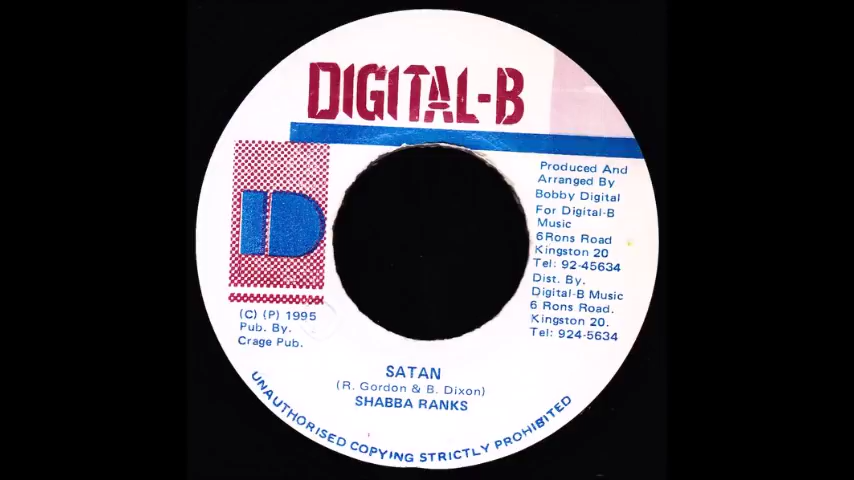 DIGITAL-B
Produced And
Arranged By
Bobby Digital
For Digital-B
Music
6Rons Road
Kingston 20
Tel: 92-45634
Dist. By.
Digital-B Music
6 Rons Road.
Kingston 20.
Tel: 924-5634
D
(C) (P) 1995
Pub. By.
Crage Pub.
SATAN
(R. Gordon & B. Dixon)
SHABBA RANKS
UNAUTHORISED COPYING STRICTLY PROHIBITED